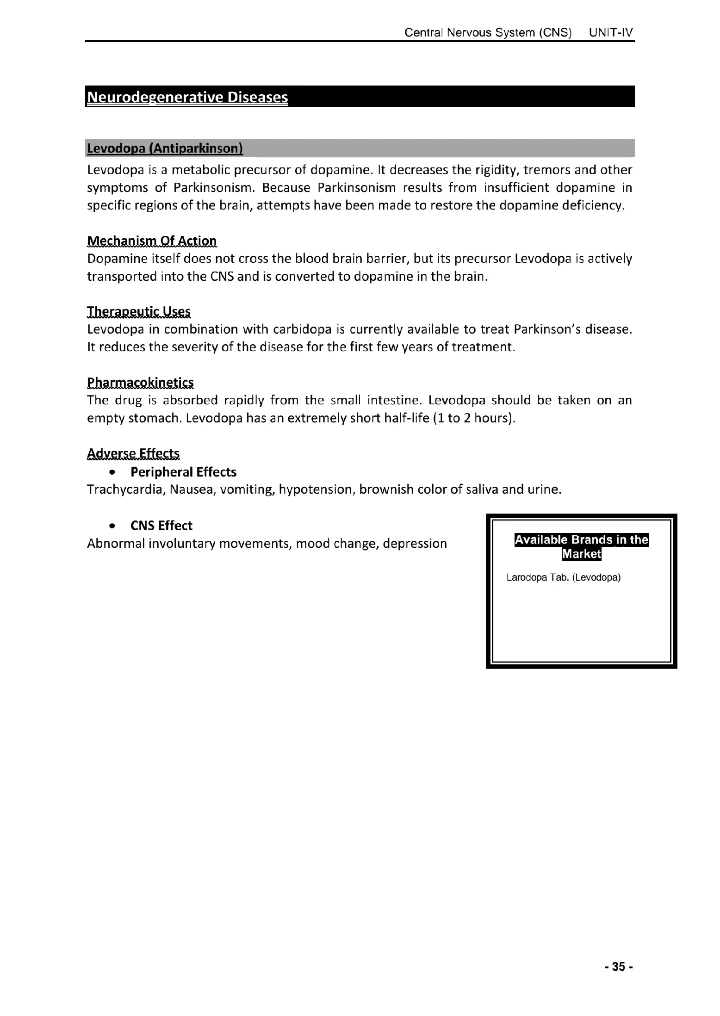 Central Nervous System (CNS) UNIT-IV
Neurodegenerative Diseases
Levodopa (Antiparkinson)
Levodopa is a metabolic precursor of dopamine. It decreases the rigidity, tremors and other
symptoms of Parkinsonism. Because Parkinsonism results from insufficient dopamine in
specific regions of the brain, attempts have been made to restore the dopamine deficiency.
Mechanism Of Action
Dopamine itself does not cross the blood brain barrier, but its precursor Levodopa is actively
transported into the CNS and is converted to dopamine in the brain.
Therapeutic Uses
Levodopa in combination with carbidopa is currently available to treat Parkinson's disease.
It reduces the severity of the disease for the first few years of treatment.
Pharmacokinetics
The drug is absorbed rapidly from the small intestine. Levodopa should be taken on an
empty stomach. Levodopa has an extremely short half-life (1 to 2 hours).
Adverse Effects
• Peripheral Effects
Trachycardia, Nausea, vomiting, hypotension, brownish color of saliva and urine.
• CNS Effect
Abnormal involuntary movements, mood change, depression
Available Brands in the
Market
Larodopa Tab. (Levodopa)
- 35 -